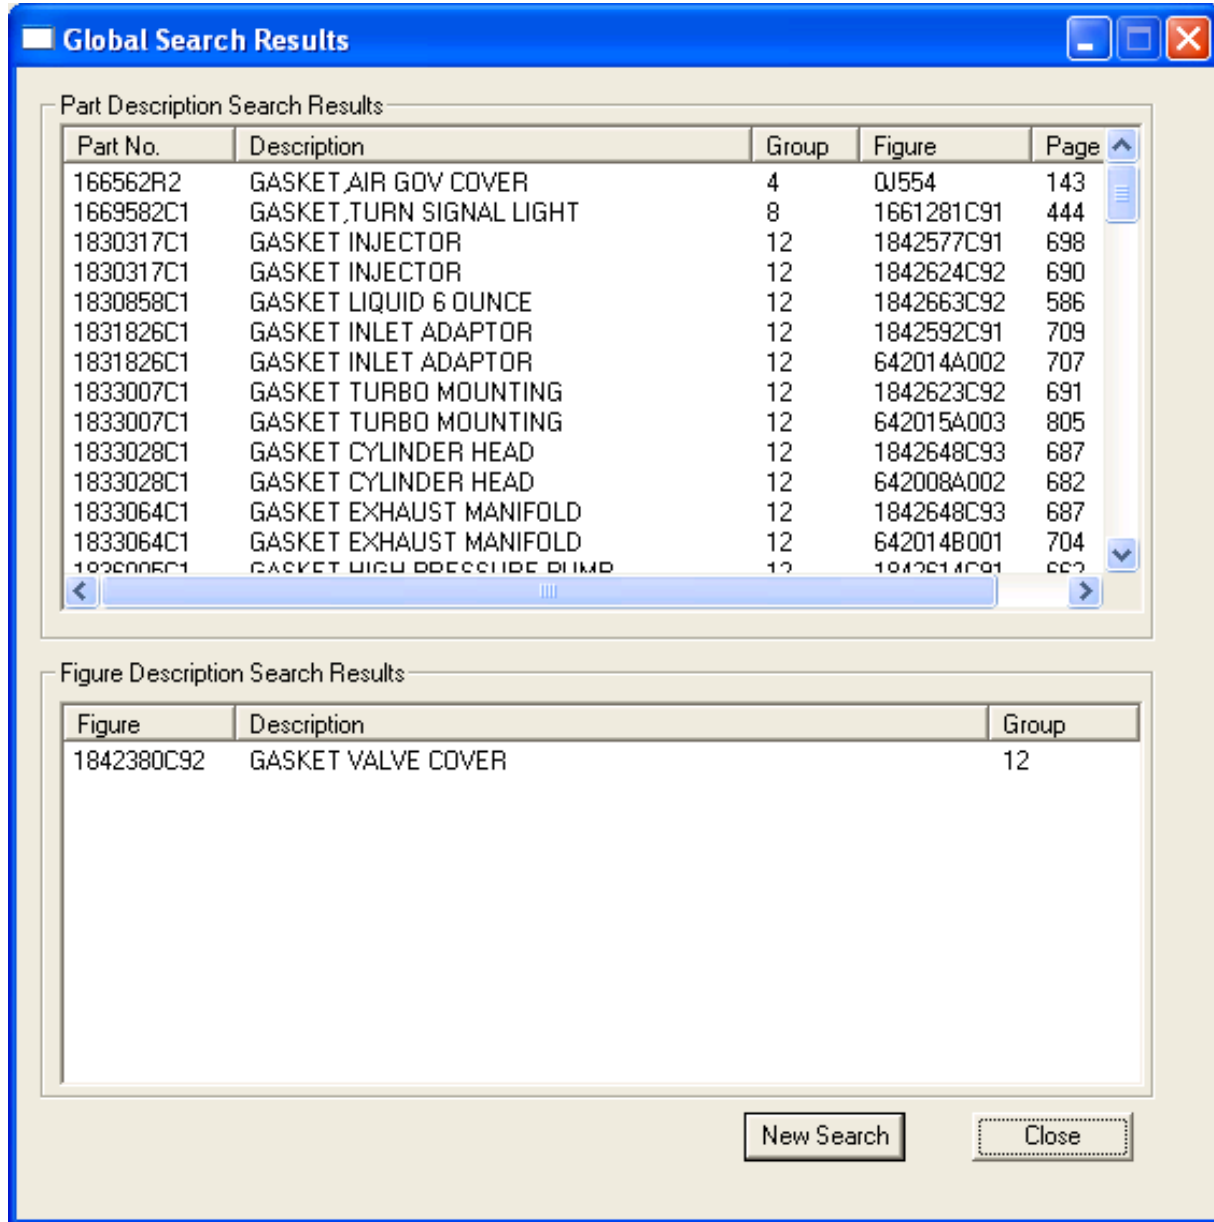 Global Search Results
Part Description Search Results
Part No. Description Group Figure Page
166562R2 GASKET,AIR GOV COVER 4 0J554 143
1669582C1 GASKET,TURN SIGNAL LIGHT 8 1661281C91 444
1830317C1 GASKET INJECTOR 12 1842577C91 698
1830317C1 GASKET INJECTOR 12 1842624C92 690
1830858C1 GASKET LIQUID 6 OUNCE 12 1842663C92 586
1831826C1 GASKET INLET ADAPTOR 12 1842592C91 709
1831826C1 GASKET INLET ADAPTOR 12 642014A002 707
1833007C1 GASKET TURBO MOUNTING 12 1842623C92 691
1833007C1 GASKET TURBO MOUNTING 12 642015A003 805
1833028C1 GASKET CYLINDER HEAD 12 1842648C93 687
1833028C1 GASKET CYLINDER HEAD 12 642008A002 682
1833064C1 GASKET EXHAUST MANIFOLD 12 1842648C93 687
1833064C1 GASKET EXHAUST MANIFOLD 12 642014B001 704
GASKET HIGH PRESSURE PUMP 12 1842614C91
Figure Description Search Results
Figure Description Group
1842380C92 GASKET VALVE COVER 12
New Search Close